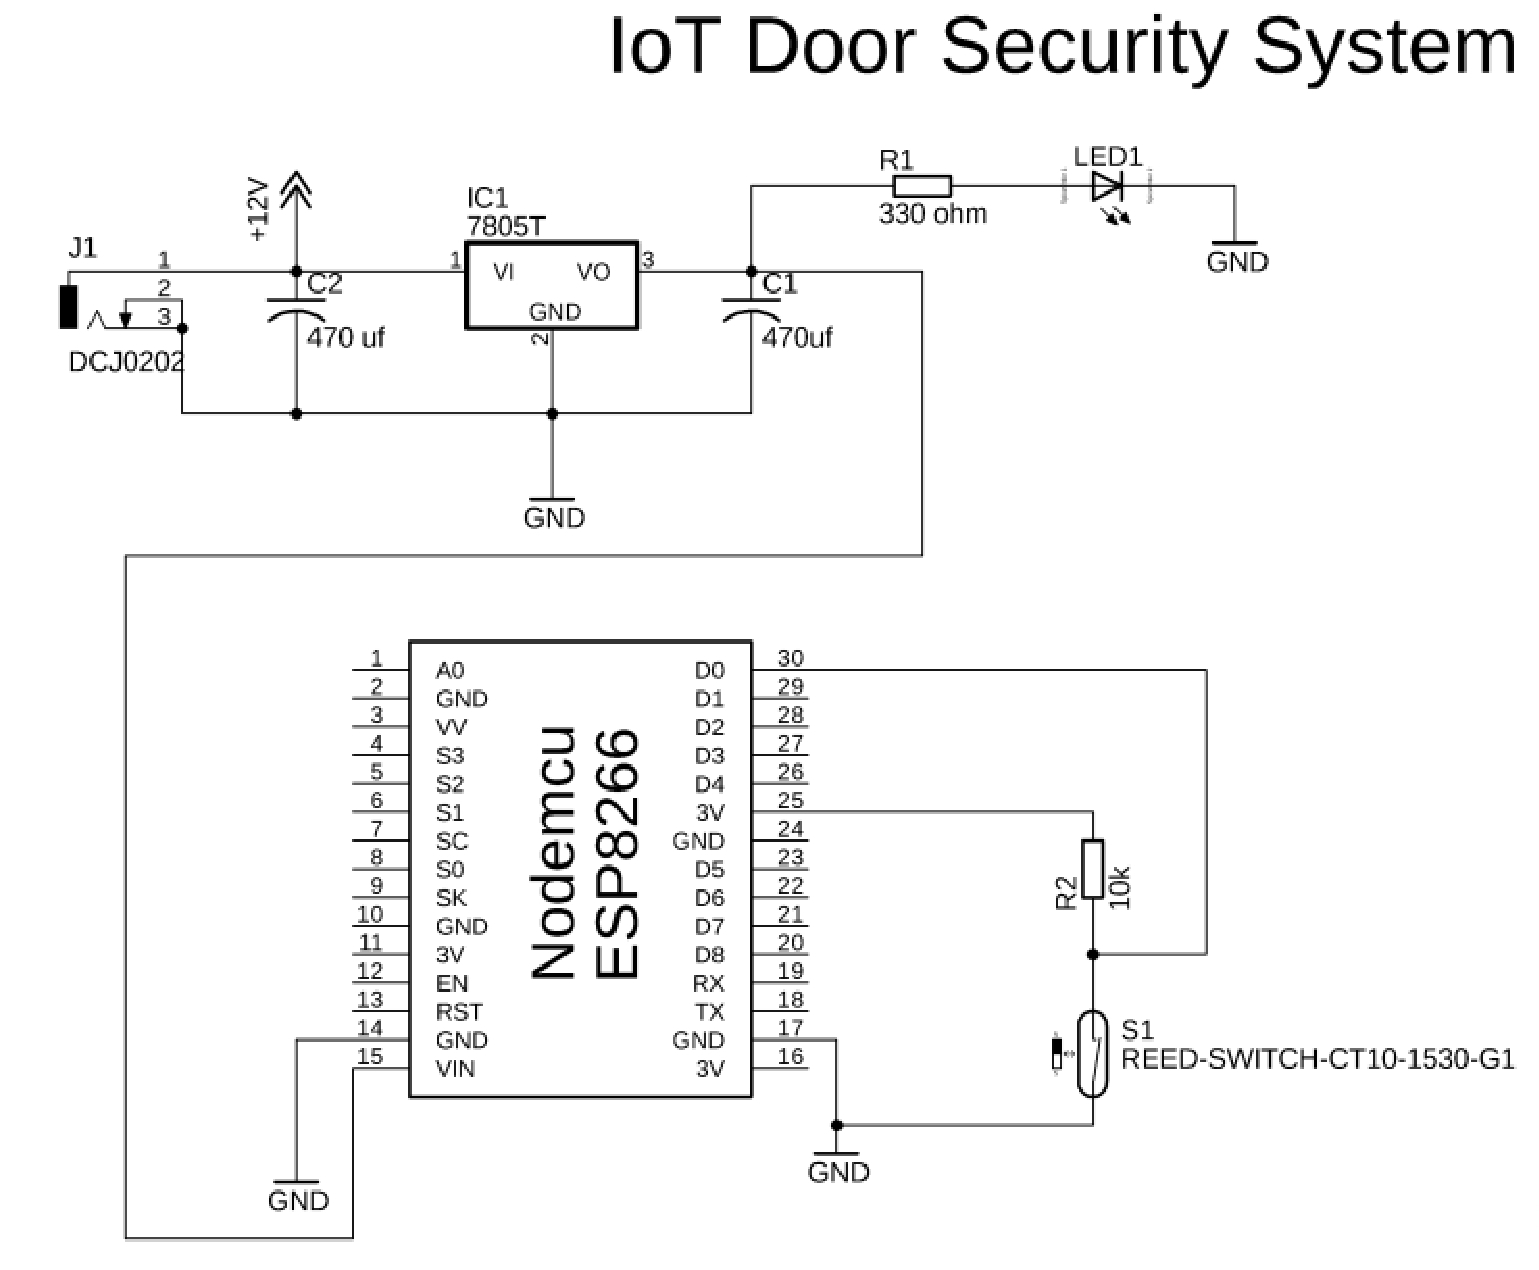 IoT Door Security System
R1
330 ohm
LED1
GND
+12V
J1
1
2
3
DCJ0202
C2
470 uf
IC1
7805T
1
VI
VO
3
GND
2
C1
470uf
GND
Nodemcu
ESP8266
1 A0
2 GND
3 VV
4 S3
5 S2
6 S1
7 SC
8 S0
9 SK
10 GND
11 3V
12 EN
13 RST
14 GND
15 VIN
D0 30
D1 29
D2 28
D3 27
D4 26
3V 25
GND 24
D5 23
D6 22
D7 21
D8 20
RX 19
TX 18
GND 17
3V 16
R2
10k
S1
REED-SWITCH-CT10-1530-G1
GND
GND